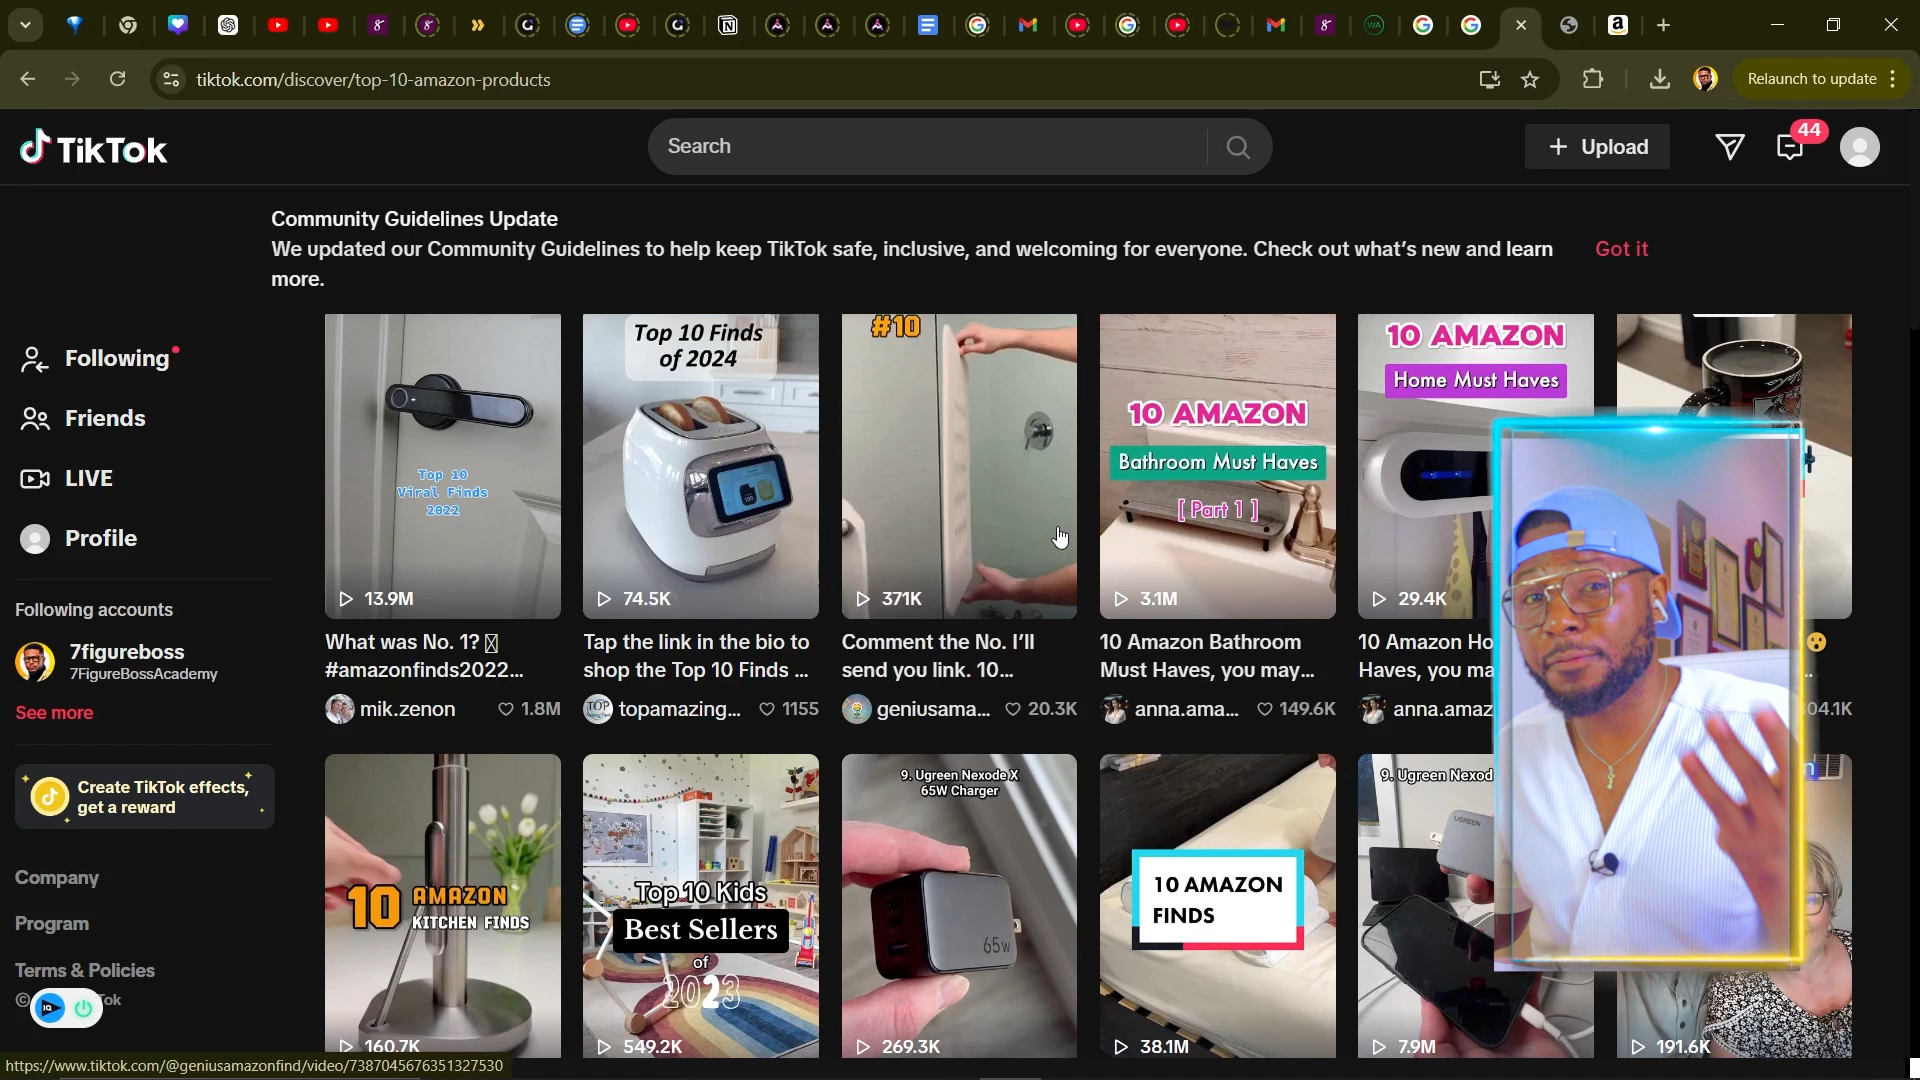 tiktok.com/discover/top-10-amazon-products
Relaunch to update
TikTok
Search
Upload
44
Community Guidelines Update
We updated our Community Guidelines to help keep TikTok safe, inclusive, and welcoming for everyone. Check out what's new and learn
more.
Got it
Following
Friends
LIVE
Profile
Following accounts
7figureboss
7FigureBossAcademy
See more
Create TikTok effects,
get a reward
Company
Program
Terms & Policies
©
Tok
Top 10
Viral Finds
2022
13.9M
What was No. 1?
#amazonfinds2022...
mik.zenon
1.8M
Top 10 Finds
of 2024
74.5K
Tap the link in the bio to
shop the Top 10 Finds ...
topamazing...
1155
#10
371K
Comment the No. I'll
send you link. 10...
geniusama...
20.3K
10 AMAZON
Bathroom Must Haves
[ Part 1 ]
3.1M
10 Amazon Bathroom
Must Haves, you may...
anna.ama...
149.6K
10 AMAZON
Home Must Haves
29.4K
10 Amazon Ho
Haves, you ma
anna.amaz
04.1K
10 AMAZON
KITCHEN FINDS
160.7K
Top 10 Kids
Best Sellers
of
2023
549.2K
9. Ugreen Nexode X
65W Charger
65w
269.3K
10 AMAZON
FINDS
38.1M
9. Ugreen Nexod
UGREEN
7.9M
191.6K
https://www.tiktok.com/@geniusamazonfind/video/7387045676351327530